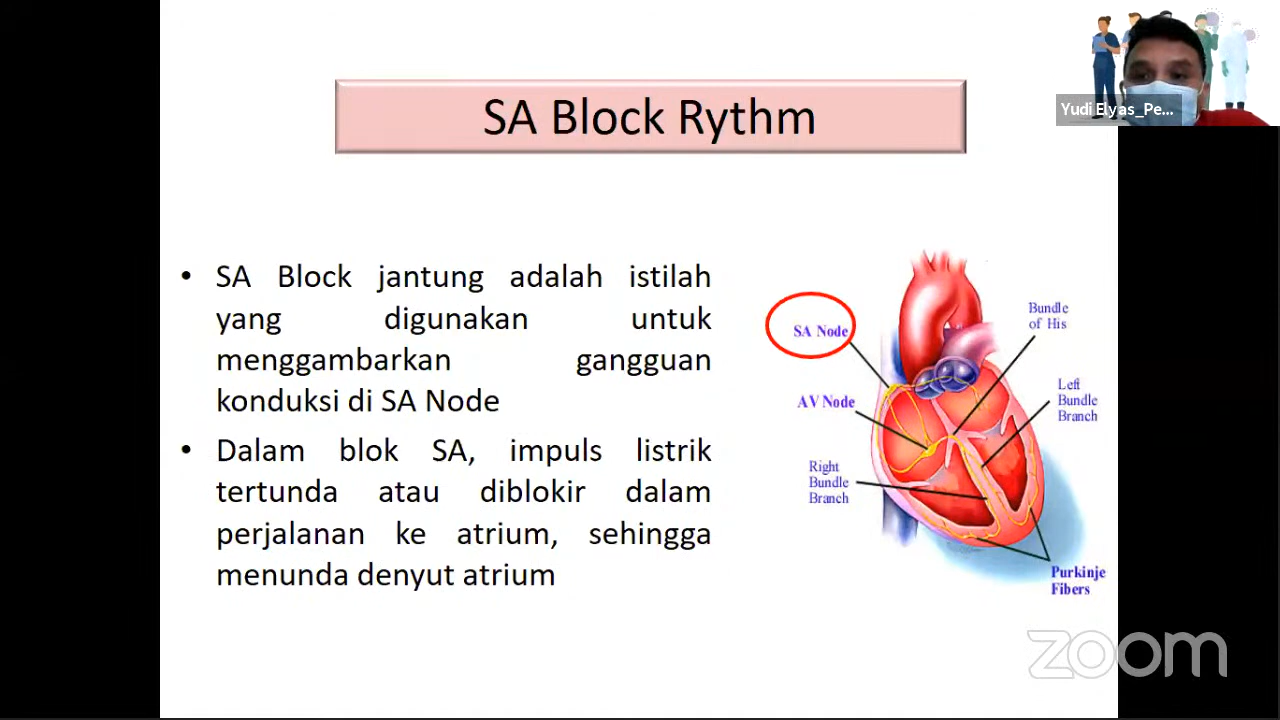 SA Block Rythm
Yudi Elyas_Pe...
• SA Block jantung adalah istilah
yang digunakan untuk
menggambarkan gangguan
konduksi di SA Node
• Dalam blok SA, impuls listrik
tertunda atau diblokir dalam
perjalanan ke atrium, sehingga
menunda denyut atrium
SA Node
AV Node
Right
Bundle
Branch
Bundle
of His
Left
Bundle
Branch
Purkinje
Fibers
zoom